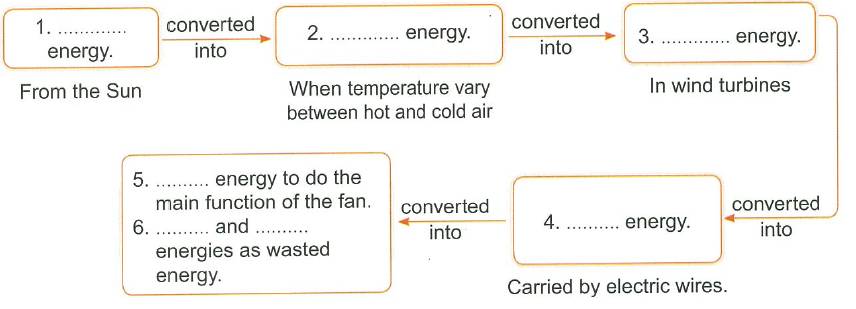 1. .............
energy.
From the Sun
converted
into
2. ............. energy.
When temperature vary
between hot and cold air
converted
into
3. ............. energy.
In wind turbines
converted
into
4. .......... energy.
Carried by electric wires.
converted
into
5. .......... energy to do the
main function of the fan.
6. .......... and ..........
energies as wasted
energy.